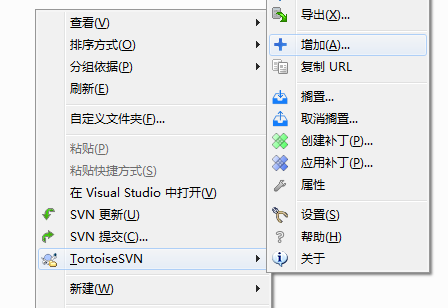 查看(V)
排序方式(O)
分组依据(P)
刷新(E)
自定义文件夹(F)...
粘贴(P)
粘贴快捷方式(S)
在 Visual Studio 中打开(V)
SVN 更新(U)
SVN 提交(C)...
TortoiseSVN
新建(W)
导出(X)...
增加(A)...
复制 URL
搁置...
取消搁置...
创建补丁(P)...
应用补丁(P)...
属性
设置(S)
帮助(H)
关于